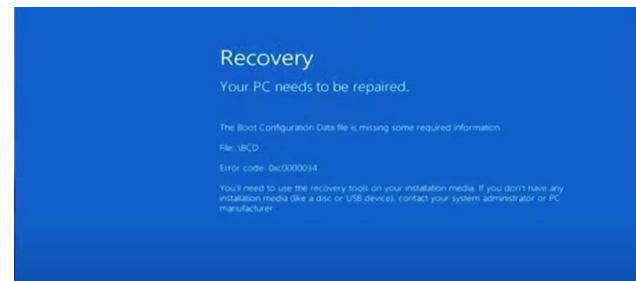 Recovery
Your PC needs to be repaired.
The Boot Configuration Data file is missing some required information
File: \BCD
Error code: 0xc0000034
You'll need to use the recovery tools on your installation media. If you don't have any
installation media (like a disc or USB device), contact your system administrator or PC
manufacturer.